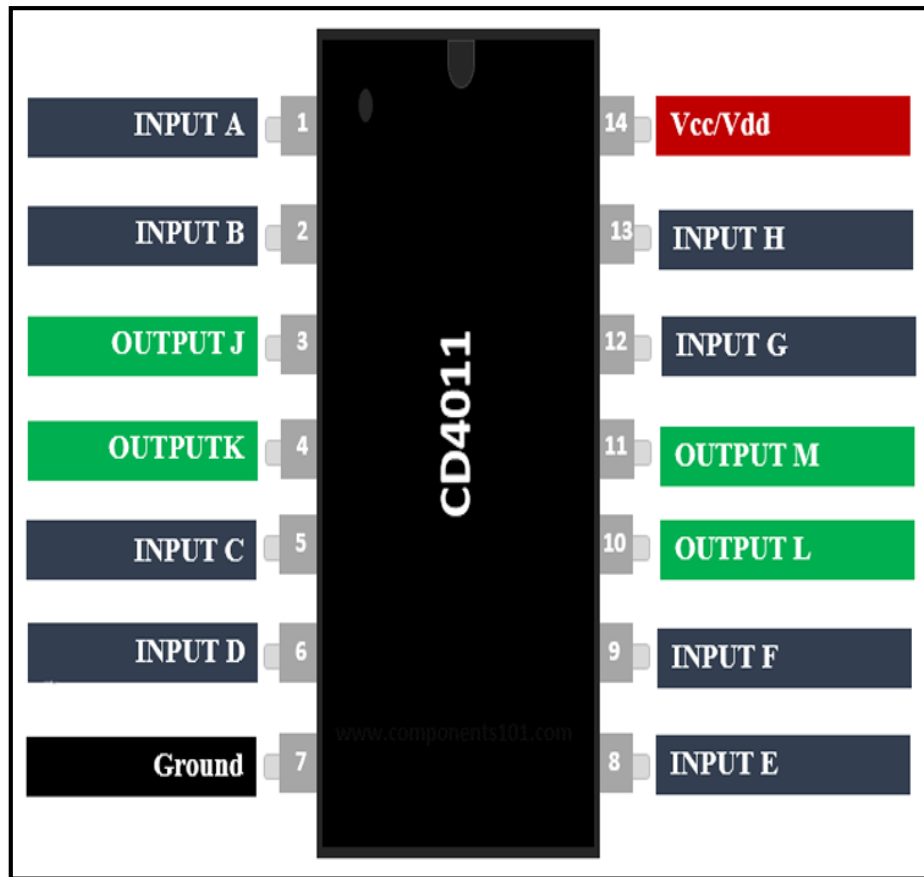 INPUT A
1
14
Vcc/Vdd
INPUT B
2
13
INPUT H
OUTPUT J
3
12
INPUT G
OUTPUTK
4
11
OUTPUT M
CD4011
INPUT C
5
10
OUTPUT L
INPUT D
6
9
INPUT F
www.components101.com
Ground
7
8
INPUT E